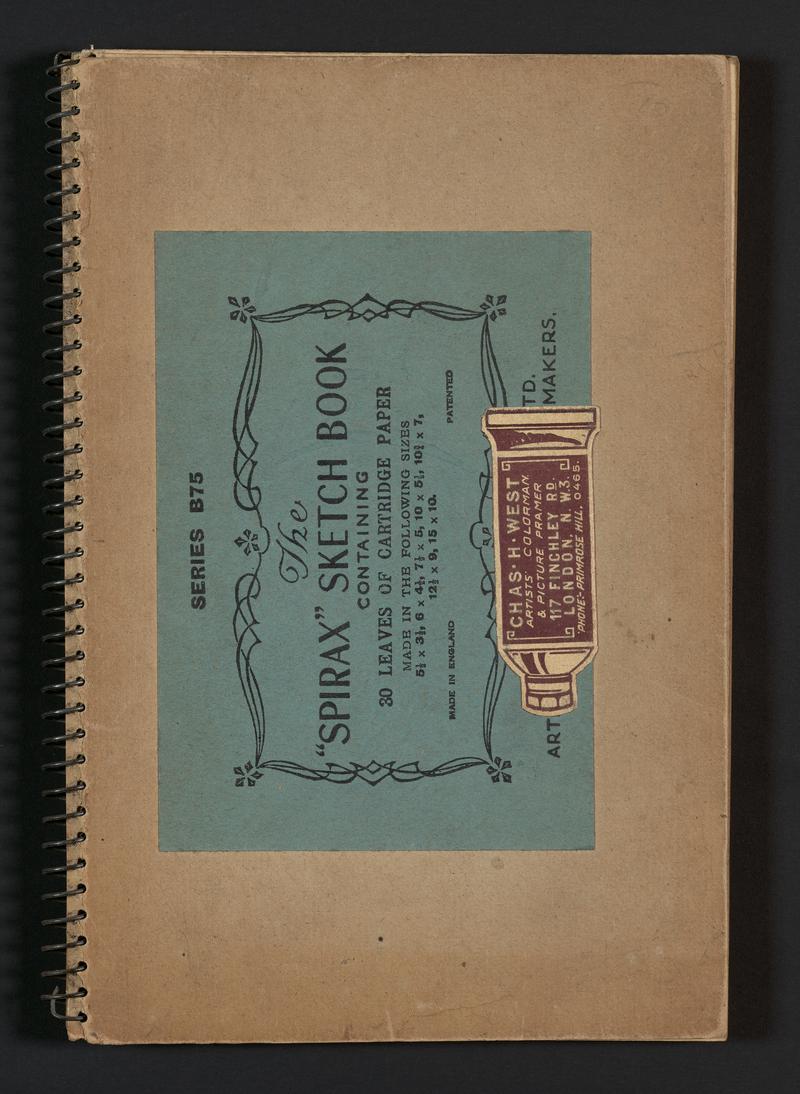 SERIES B75
The
"SPIRAX" SKETCH BOOK
CONTAINING
30 LEAVES OF CARTRIDGE PAPER
MADE IN THE FOLLOWING SIZES
5½ x 3½, 6 x 4½, 7½ x 5, 10 x 5½, 10½ x 7,
12½ x 9, 15 x 10.
MADE IN ENGLAND PATENTED
TD.
ART MAKERS.
CHAS. H. WEST
ARTISTS' COLORMAN
& PICTURE FRAMER
117 FINCHLEY RD.
LONDON. N.W.3.
'PHONE:- PRIMROSE HILL, 0465.